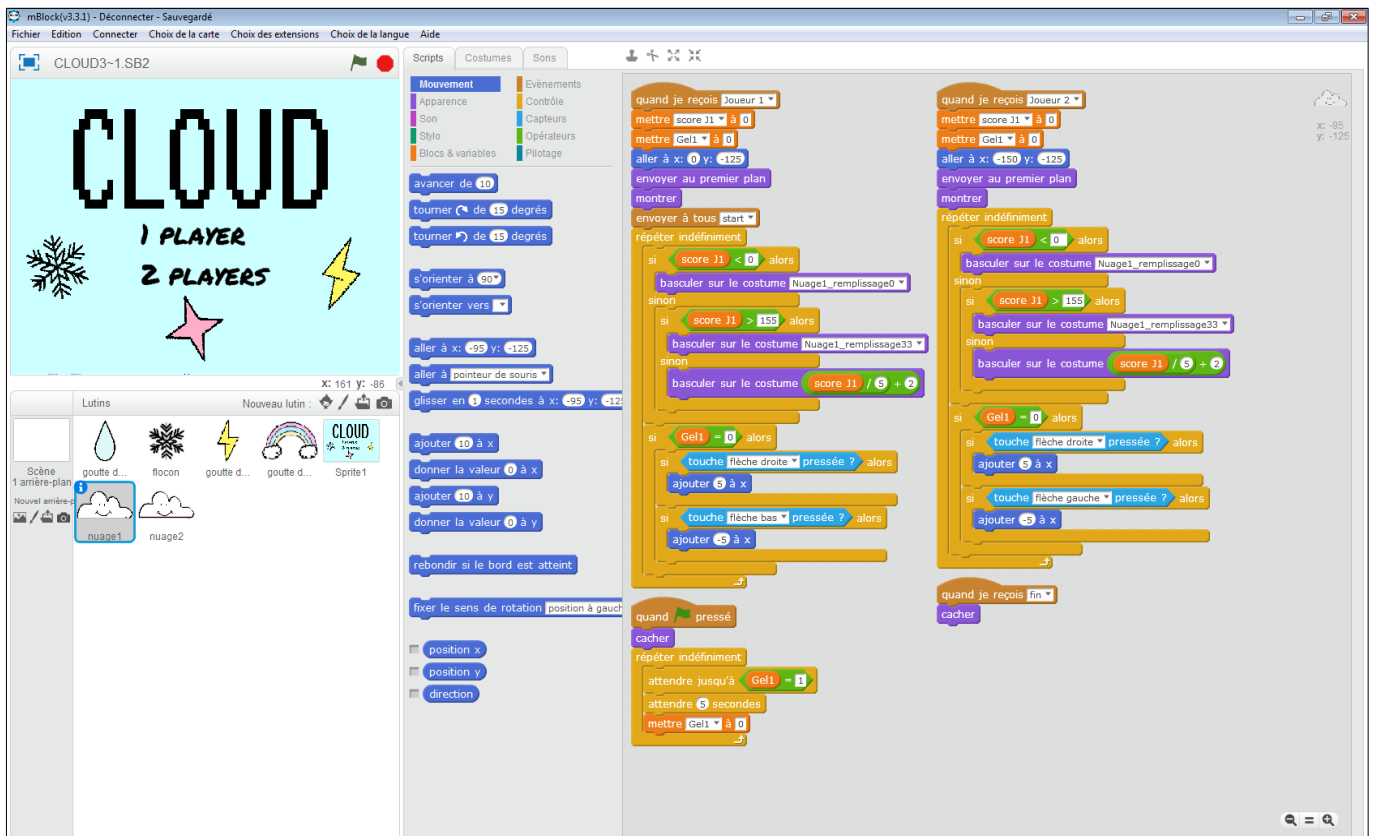 mBlock(v3.3.1) - Déconnecter - Sauvegardé
Fichier Edition Connecter Choix de la carte Choix des extensions Choix de la langue Aide
CLOUD3~1.SB2
CLOUD
1 PLAYER
2 PLAYERS
X: 161 y: -86
Lutins
Nouveau lutin :
Scène
1 arrière-plan
Nouvel arrière-p
goutte d...
flocon
goutte d...
goutte d...
CLOUD
Sprite1
nuage1
nuage2
Scripts Costumes Sons
Mouvement Evènements
Apparence Contrôle
Son Capteurs
Stylo Opérateurs
Blocs & variables Pilotage
avancer de 10
tourner de 15 degrés
tourner de 15 degrés
s'orienter à 90
s'orienter vers
aller à x: -95 y: -125
aller à pointeur de souris
glisser en 1 secondes à x: -95 y: -125
ajouter 10 à x
donner la valeur 0 à x
ajouter 10 à y
donner la valeur 0 à y
rebondir si le bord est atteint
fixer le sens de rotation position à gauch
position x
position y
direction
quand je reçois Joueur 1
mettre score J1 à 0
mettre Gel1 à 0
aller à x: 0 y: -125
envoyer au premier plan
montrer
envoyer à tous start
répéter indéfiniment
si score J1 < 0 alors
basculer sur le costume Nuage1_remplissage0
sinon
si score J1 > 155 alors
basculer sur le costume Nuage1_remplissage33
sinon
basculer sur le costume score J1 / 5 + 2
si Gel1 = 0 alors
si touche flèche droite pressée ? alors
ajouter 5 à x
si touche flèche bas pressée ? alors
ajouter -5 à x
quand pressé
cacher
répéter indéfiniment
attendre jusqu'à Gel1 = 1
attendre 5 secondes
mettre Gel1 à 0
quand je reçois Joueur 2
mettre score J1 à 0
mettre Gel1 à 0
aller à x: -150 y: -125
envoyer au premier plan
montrer
répéter indéfiniment
si score J1 < 0 alors
basculer sur le costume Nuage1_remplissage0
sinon
si score J1 > 155 alors
basculer sur le costume Nuage1_remplissage33
sinon
basculer sur le costume score J1 / 5 + 2
si Gel1 = 0 alors
si touche flèche droite pressée ? alors
ajouter 5 à x
si touche flèche gauche pressée ? alors
ajouter -5 à x
quand je reçois fin
cacher
x: -95
y: -125